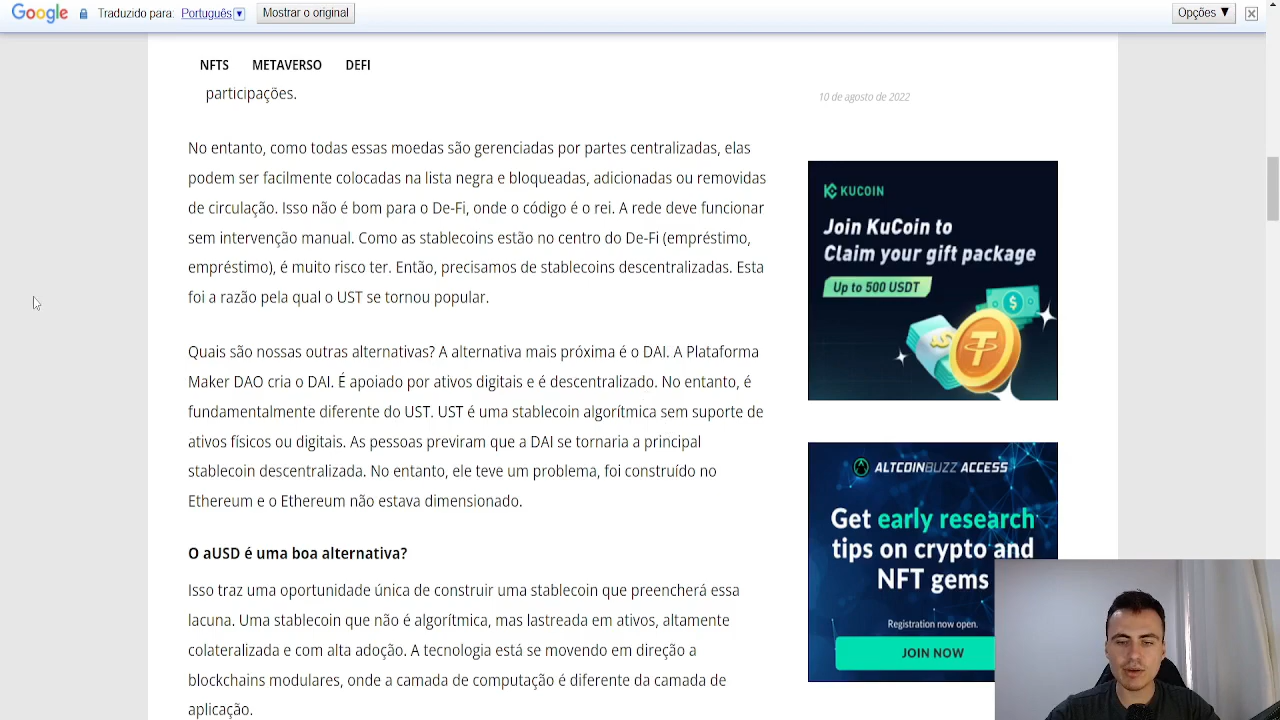 Google Traduzido para: Português Mostrar o original Opções ▼
NFTS METAVERSO DEFI
participações.
10 de agosto de 2022
No entanto, como todas essas moedas são gerenciadas por partes centralizadas, elas
podem ser facilmente colocadas na lista negra e bloqueadas, adicionadas ou removidas
de circulação. Isso não é bom para o De-Fi, onde o código é o rei. A rede deve funcionar
sem intervenção manual. Como as stablecoins estão no centro do De-Fi (empréstimo,
empréstimo), é muito risco ter. Então, precisamos de stablecoins descentralizadas. Esta
foi a razão pela qual o UST se tornou popular.
Quais são nossas outras alternativas? A alternativa mais próxima é o DAI. A Plataforma
Maker DAO cria o DAI. É apoiado por ativos digitais e é descentralizado. No entanto, é
fundamentalmente diferente do UST. UST é uma stablecoin algorítmica sem suporte de
ativos físicos ou digitais. As pessoas previram que a DAI se tornaria a principal
stablecoin descentralizada. No entanto, ele teve um problema, foi construído no
Ethereum e o Ethereum não estava dimensionado.
O aUSD é uma boa alternativa?
Isso traz uma oportunidade única de construir uma stablecoin que preencherá essa
lacuna. Uma stablecoin que não é algorítmica, mas lastreada em ativos, altamente
colateralizada e com alta adoção. A tecnologia está se movendo em direção a
blockchains modulares, onde a camada de computação é diferente da camada de
aplicação.
KUCOIN
Join KuCoin to
Claim your gift package
Up to 500 USDT
ALTCOINBUZZ ACCESS
Get early research
tips on crypto and
NFT gems
Registration now open.
JOIN NOW